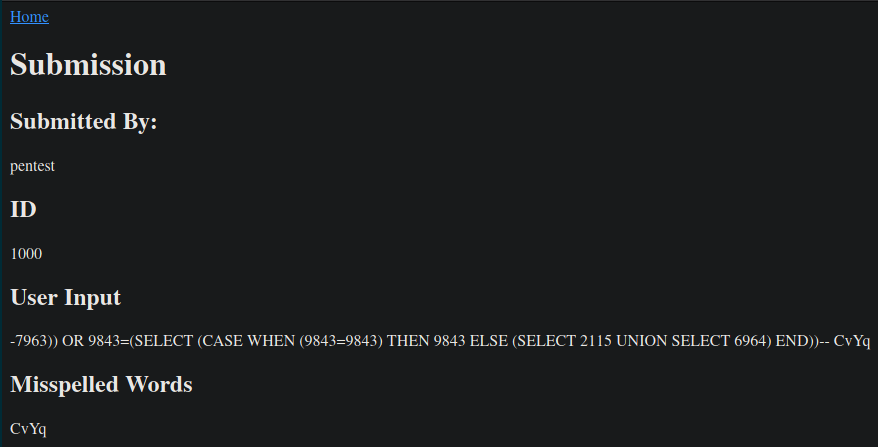 Home
Submission
Submitted By:
pentest
ID
1000
User Input
-7963)) OR 9843=(SELECT (CASE WHEN (9843=9843) THEN 9843 ELSE (SELECT 2115 UNION SELECT 6964) END))-- CvYq
Misspelled Words
CvYq